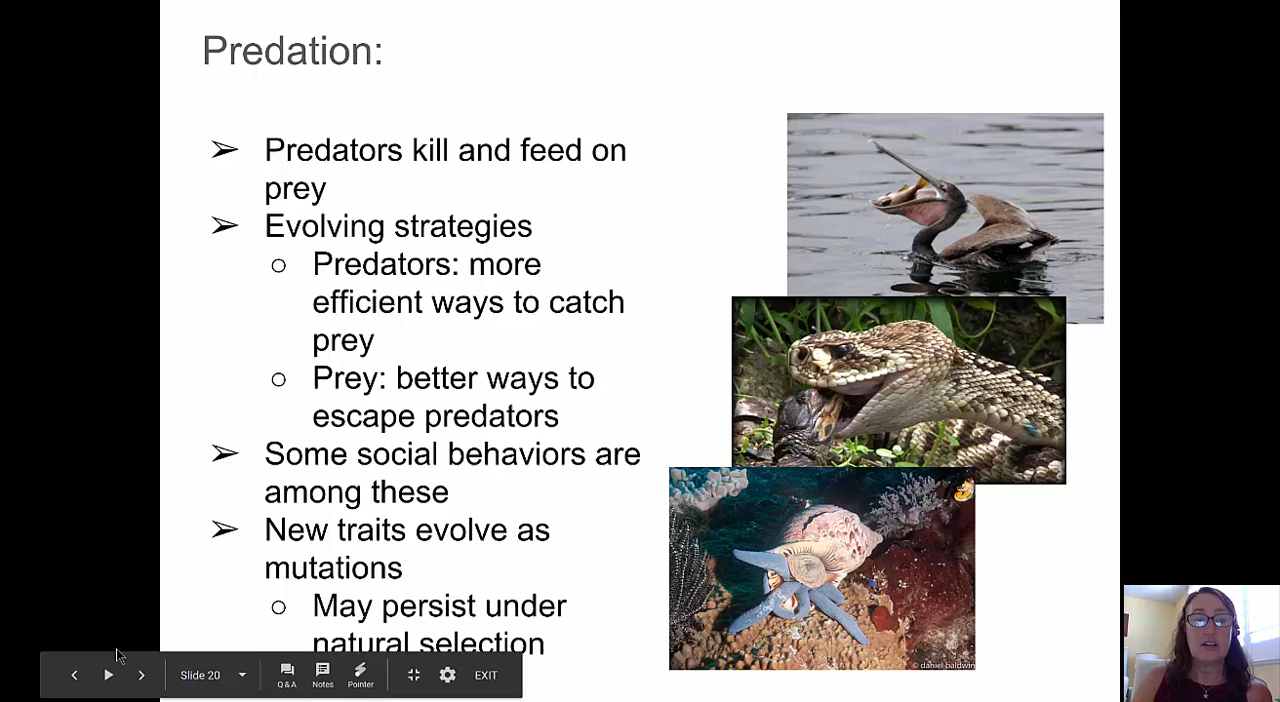 Predation:
➢ Predators kill and feed on
prey
➢ Evolving strategies
○ Predators: more
efficient ways to catch
prey
○ Prey: better ways to
escape predators
➢ Some social behaviors are
among these
➢ New traits evolve as
mutations
○ May persist under
natural selection
© daniel baldwin
Slide 20
Q & A
Notes
Pointer
EXIT